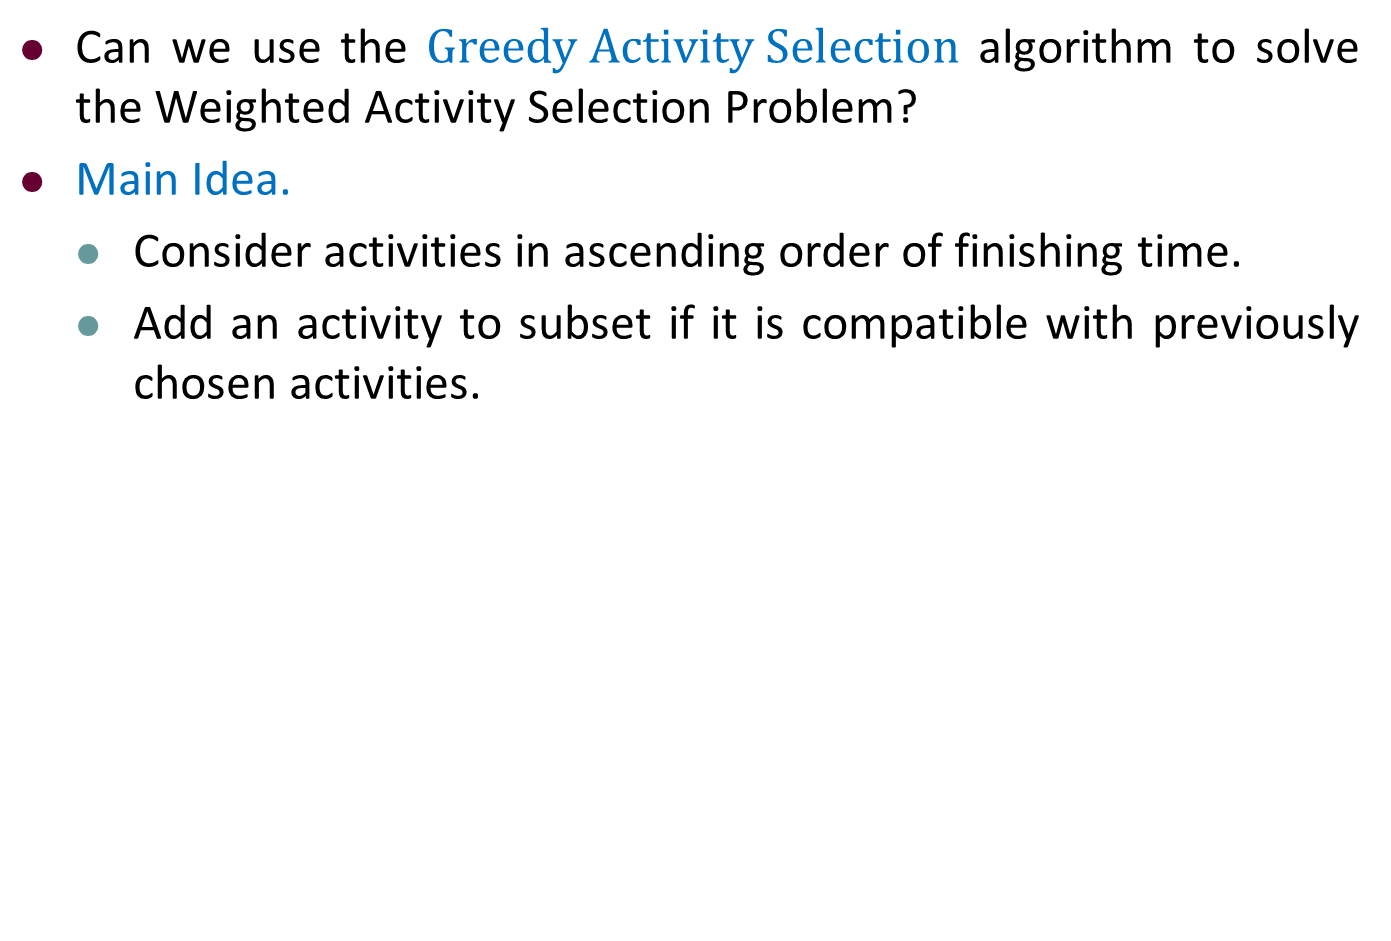 Can we use the Greedy Activity Selection algorithm to solve
the Weighted Activity Selection Problem?
Main Idea.
Consider activities in ascending order of finishing time.
Add an activity to subset if it is compatible with previously
chosen activities.